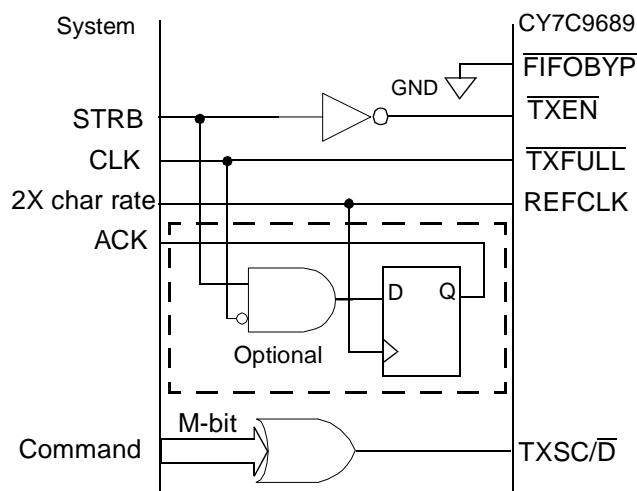 System
CY7C9689
FIFOBYP
GND
STRB
TXEN
CLK
TXFULL
2X char rate
REFCLK
ACK
D Q
Optional
M-bit
Command
TXSC/D